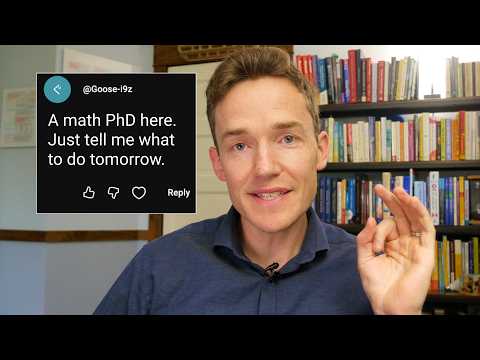 @Goose-i9z
A math PhD here.
Just tell me what
to do tomorrow.
Reply